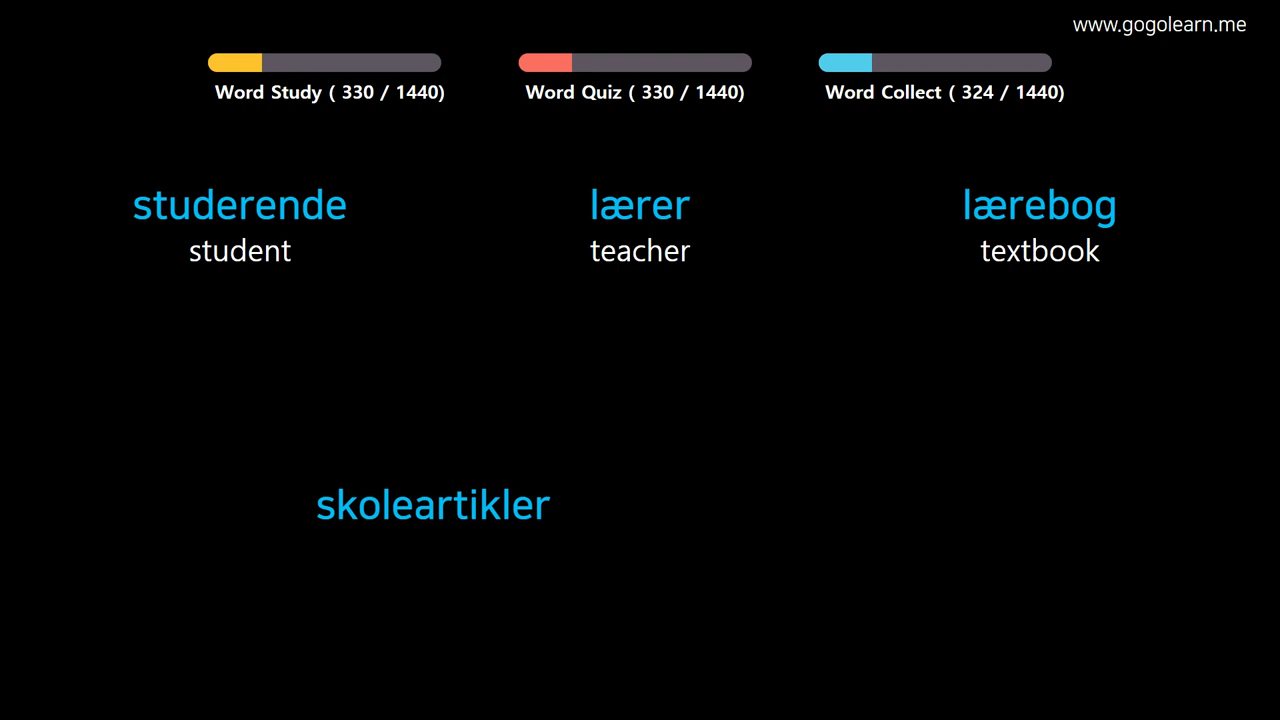 www.gogolearn.me
Word Study ( 330 / 1440)
Word Quiz ( 330 / 1440)
Word Collect ( 324 / 1440)
studerende
student
lærer
teacher
lærebog
textbook
skoleartikler